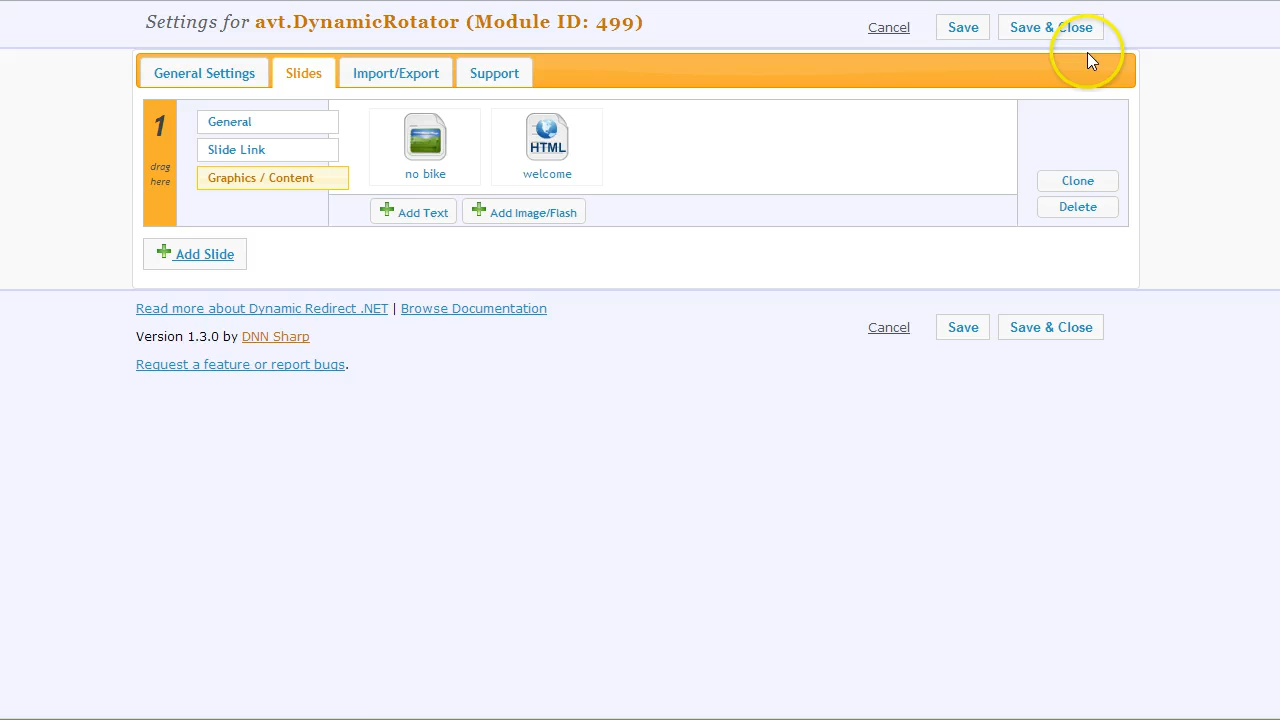 Settings for avt.DynamicRotator (Module ID: 499)
Cancel Save Save & Close
General Settings Slides Import/Export Support
1
drag
here
General
Slide Link
Graphics / Content
no bike
HTML
welcome
Add Text Add Image/Flash
Clone
Delete
Add Slide
Read more about Dynamic Redirect .NET | Browse Documentation
Cancel Save Save & Close
Version 1.3.0 by DNN Sharp
Request a feature or report bugs.